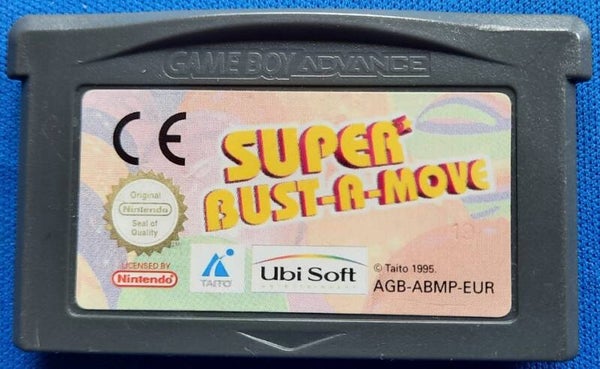 GAME BOY ADVANCE
CE
SUPER
BUST-A-MOVE
Original
Nintendo
Seal of
Quality
LICENSED BY
Nintendo
TAITO
Ubi Soft
© Taito 1995.
AGB-ABMP-EUR
19